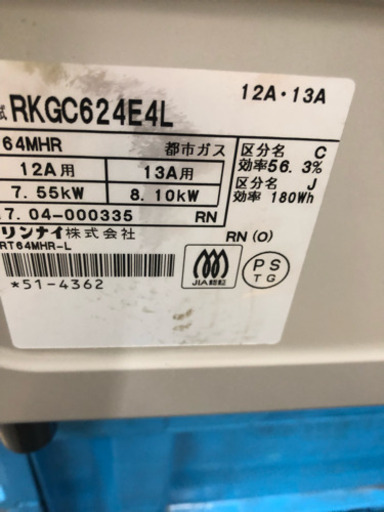 12A・13A
式 RKGC624E4L
64MHR 都市ガス
12A用 13A用
7.55kW 8.10kW
区分名 C
効率56.3%
区分名 J
効率 180Wh
7.04-000335 RN
リンナイ株式会社
RN (O)
RT64MHR-L
*51-4362
JIA
PS
TG